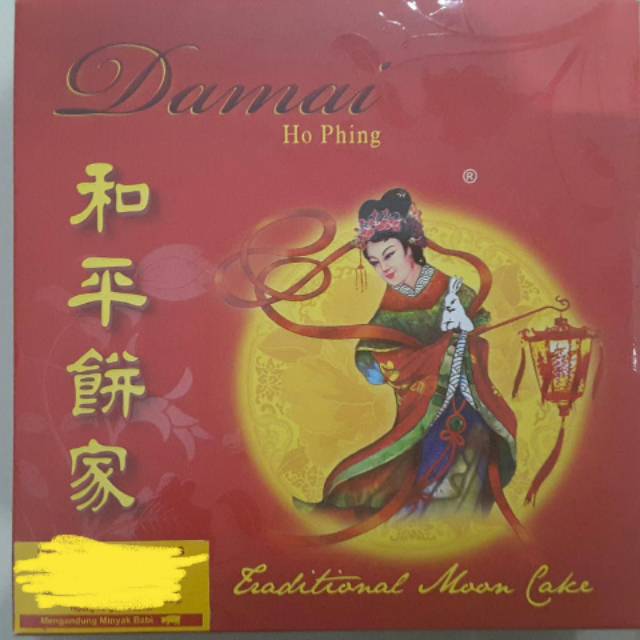 Damai
Ho Phing
®
和平餅家
Traditional Moon Cake
Mengandung Minyak Babi